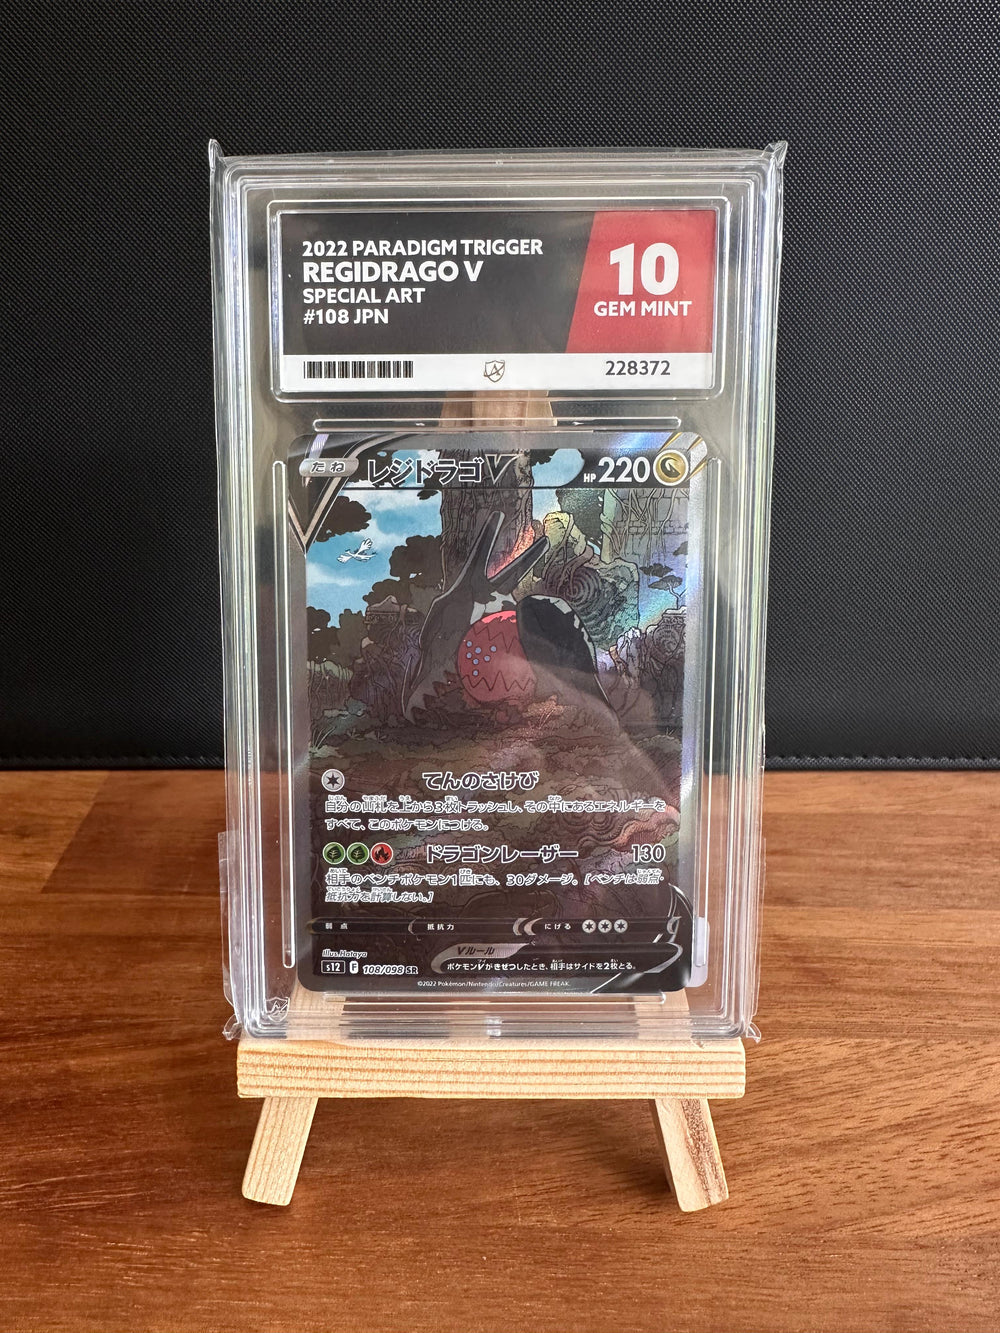 2022 PARADIGM TRIGGER
REGIDRAGO V
SPECIAL ART
#108 JPN
10
GEM MINT
228372
たね
レジドラゴV
HP 220
てんのさけび
自分の山札を上から3枚トラッシュし、その中にあるエネルギーを
すべて、このポケモンにつける。
ドラゴンレーザー 130
相手のベンチポケモン1匹にも、30ダメージ。[ベンチは弱点・
抵抗力を計算しない。]
弱点 抵抗力 にげる
Illus. Nataya
Vルール
s12 F 108/098 SR
ポケモンVがきぜつしたとき、相手はサイドを2枚とる。
©2022 Pokémon/Nintendo/Creatures/GAME FREAK.